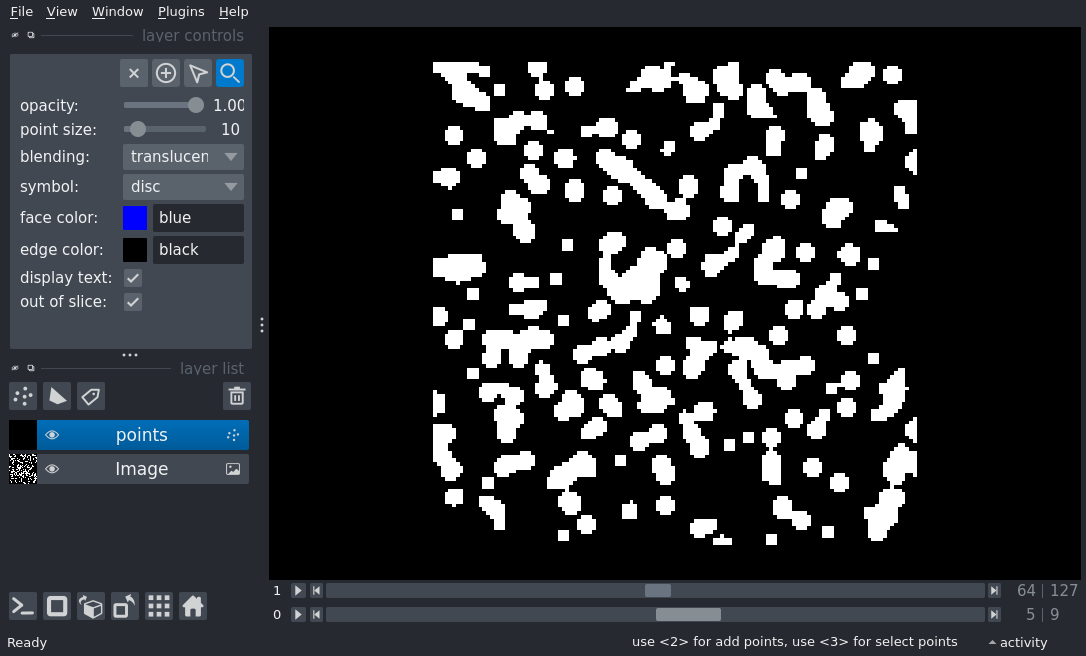 File View Window Plugins Help
layer controls
opacity: 1.00
point size: 10
blending: translucen
symbol: disc
face color: blue
edge color: black
display text:
out of slice:
layer list
points
Image
1 64 127
0 5 9
Ready use <2> for add points, use <3> for select points activity